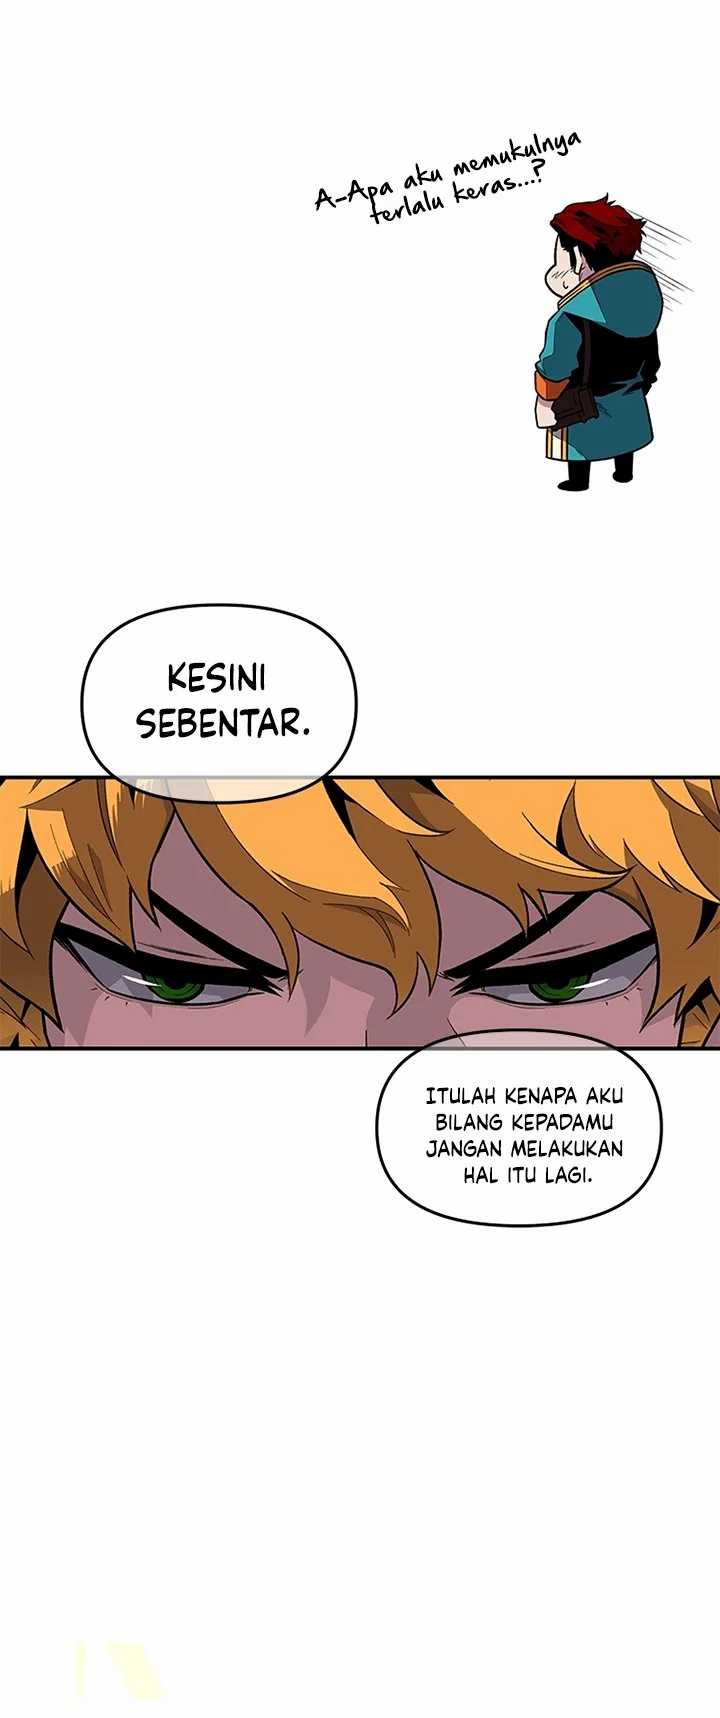 A-Apa aku memukulnya
terlalu keras...?
KESINI
SEBENTAR.
ITULAH KENAPA AKU
BILANG KEPADAMU
JANGAN MELAKUKAN
HAL ITU LAGI.